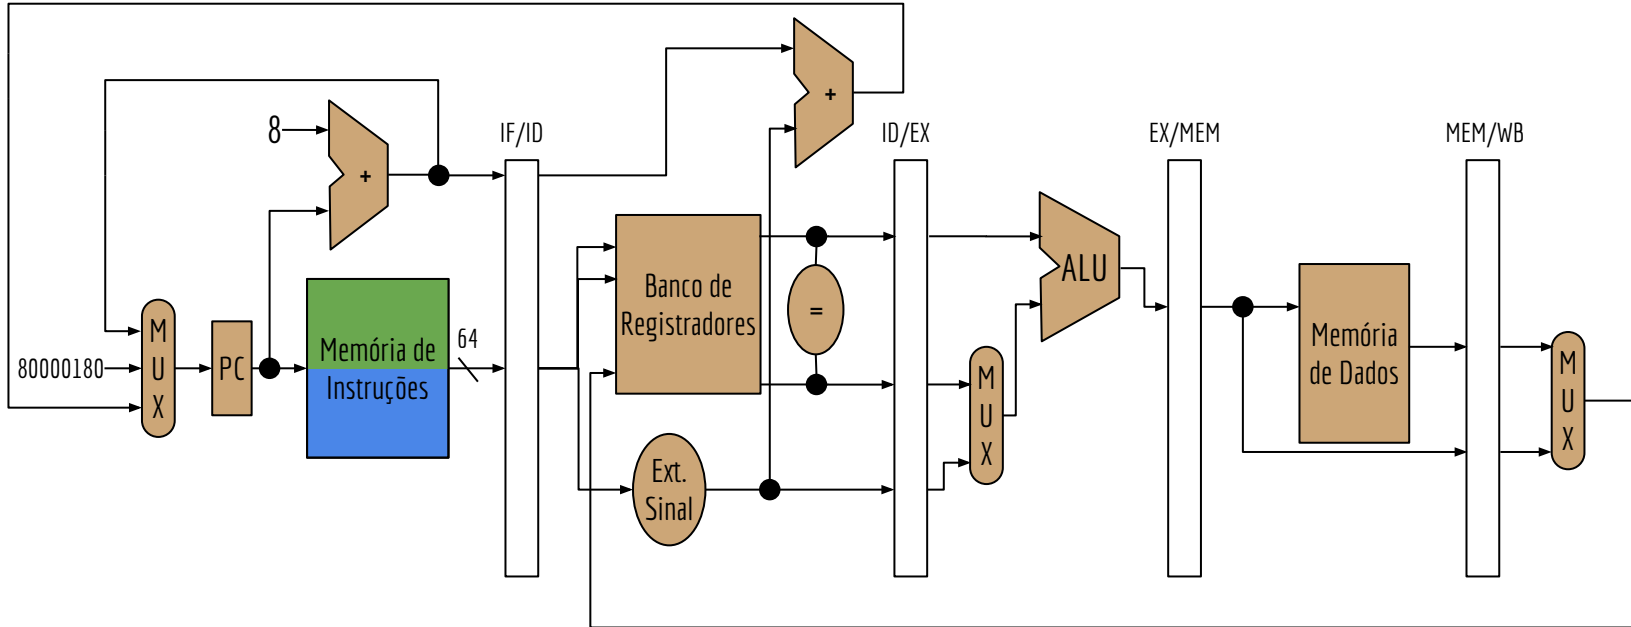 IF/ID
ID/EX
EX/MEM
MEM/WB
8
+
+
M
U
X
80000180
PC
Memória de
Instruções
64
Banco de
Registradores
=
Ext.
Sinal
M
U
X
ALU
Memória
de Dados
M
U
X